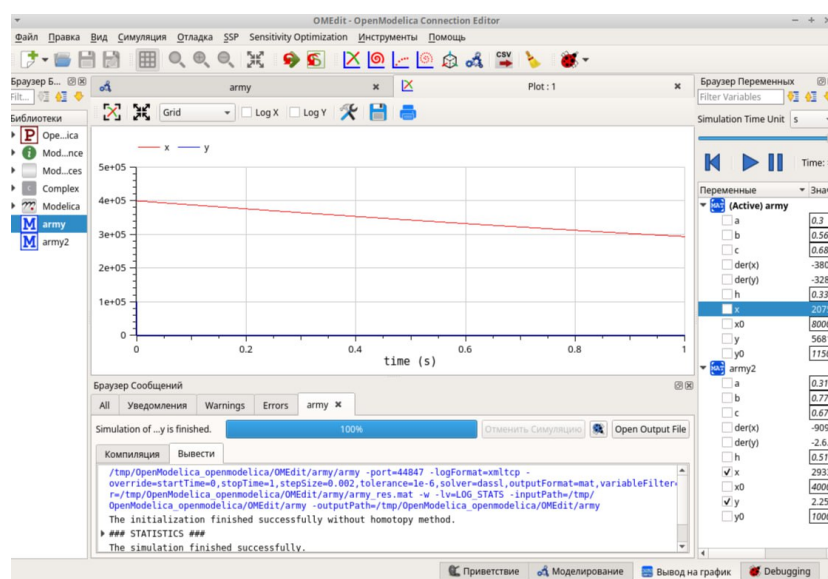 OMEdit - OpenModelica Connection Editor
Файл Правка Вид Симуляция Отладка SSP Sensitivity Optimization Инструменты Помощь
CSV
Браузер Б...
Библиотеки
P Ope...ica
Mod...nce
Mod...ces
Complex
Modelica
M army
M army2
army
Plot : 1
Grid Log X Log Y
x y
5e+05
4e+05
3e+05
2e+05
1e+05
0
0 0.2 0.4 0.6 0.8 1
time (s)
Браузер Сообщений
All Уведомления Warnings Errors army
Simulation of ...y is finished. 100% Отменить Симуляцию Open Output File
Компиляция Вывести
/tmp/OpenModelica_openmodelica/OMEdit/army/army -port=44847 -logFormat=xmltcp -
override=startTime=0,stopTime=1,stepSize=0.002,tolerance=1e-6,solver=dassl,outputFormat=mat,variableFilter=
r=/tmp/OpenModelica_openmodelica/OMEdit/army/army_res.mat -w -lv=LOG_STATS -inputPath=/tmp/
OpenModelica_openmodelica/OMEdit/army -outputPath=/tmp/OpenModelica_openmodelica/OMEdit/army
The initialization finished successfully without homotopy method.
### STATISTICS ###
The simulation finished successfully.
Браузер Переменных
Filter Variables
Simulation Time Unit s
Time:
Переменные Знач
MAT (Active) army
a 0.3
b 0.56
c 0.68
der(x) -380
der(y) -328
h 0.33
x 207
x0 8000
y 568
y0 1150
MAT army2
a 0.31
b 0.77
c 0.67
der(x) -909
der(y) -2.6
h 0.51
x 293
x0 4000
y 2.25
y0 1000
Приветствие Моделирование Вывод на график Debugging